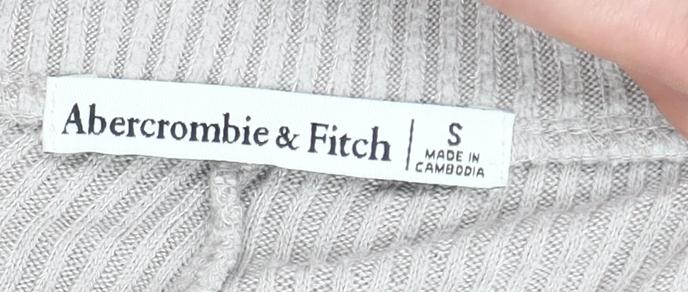 Abercrombie & Fitch
S
MADE IN
CAMBODIA